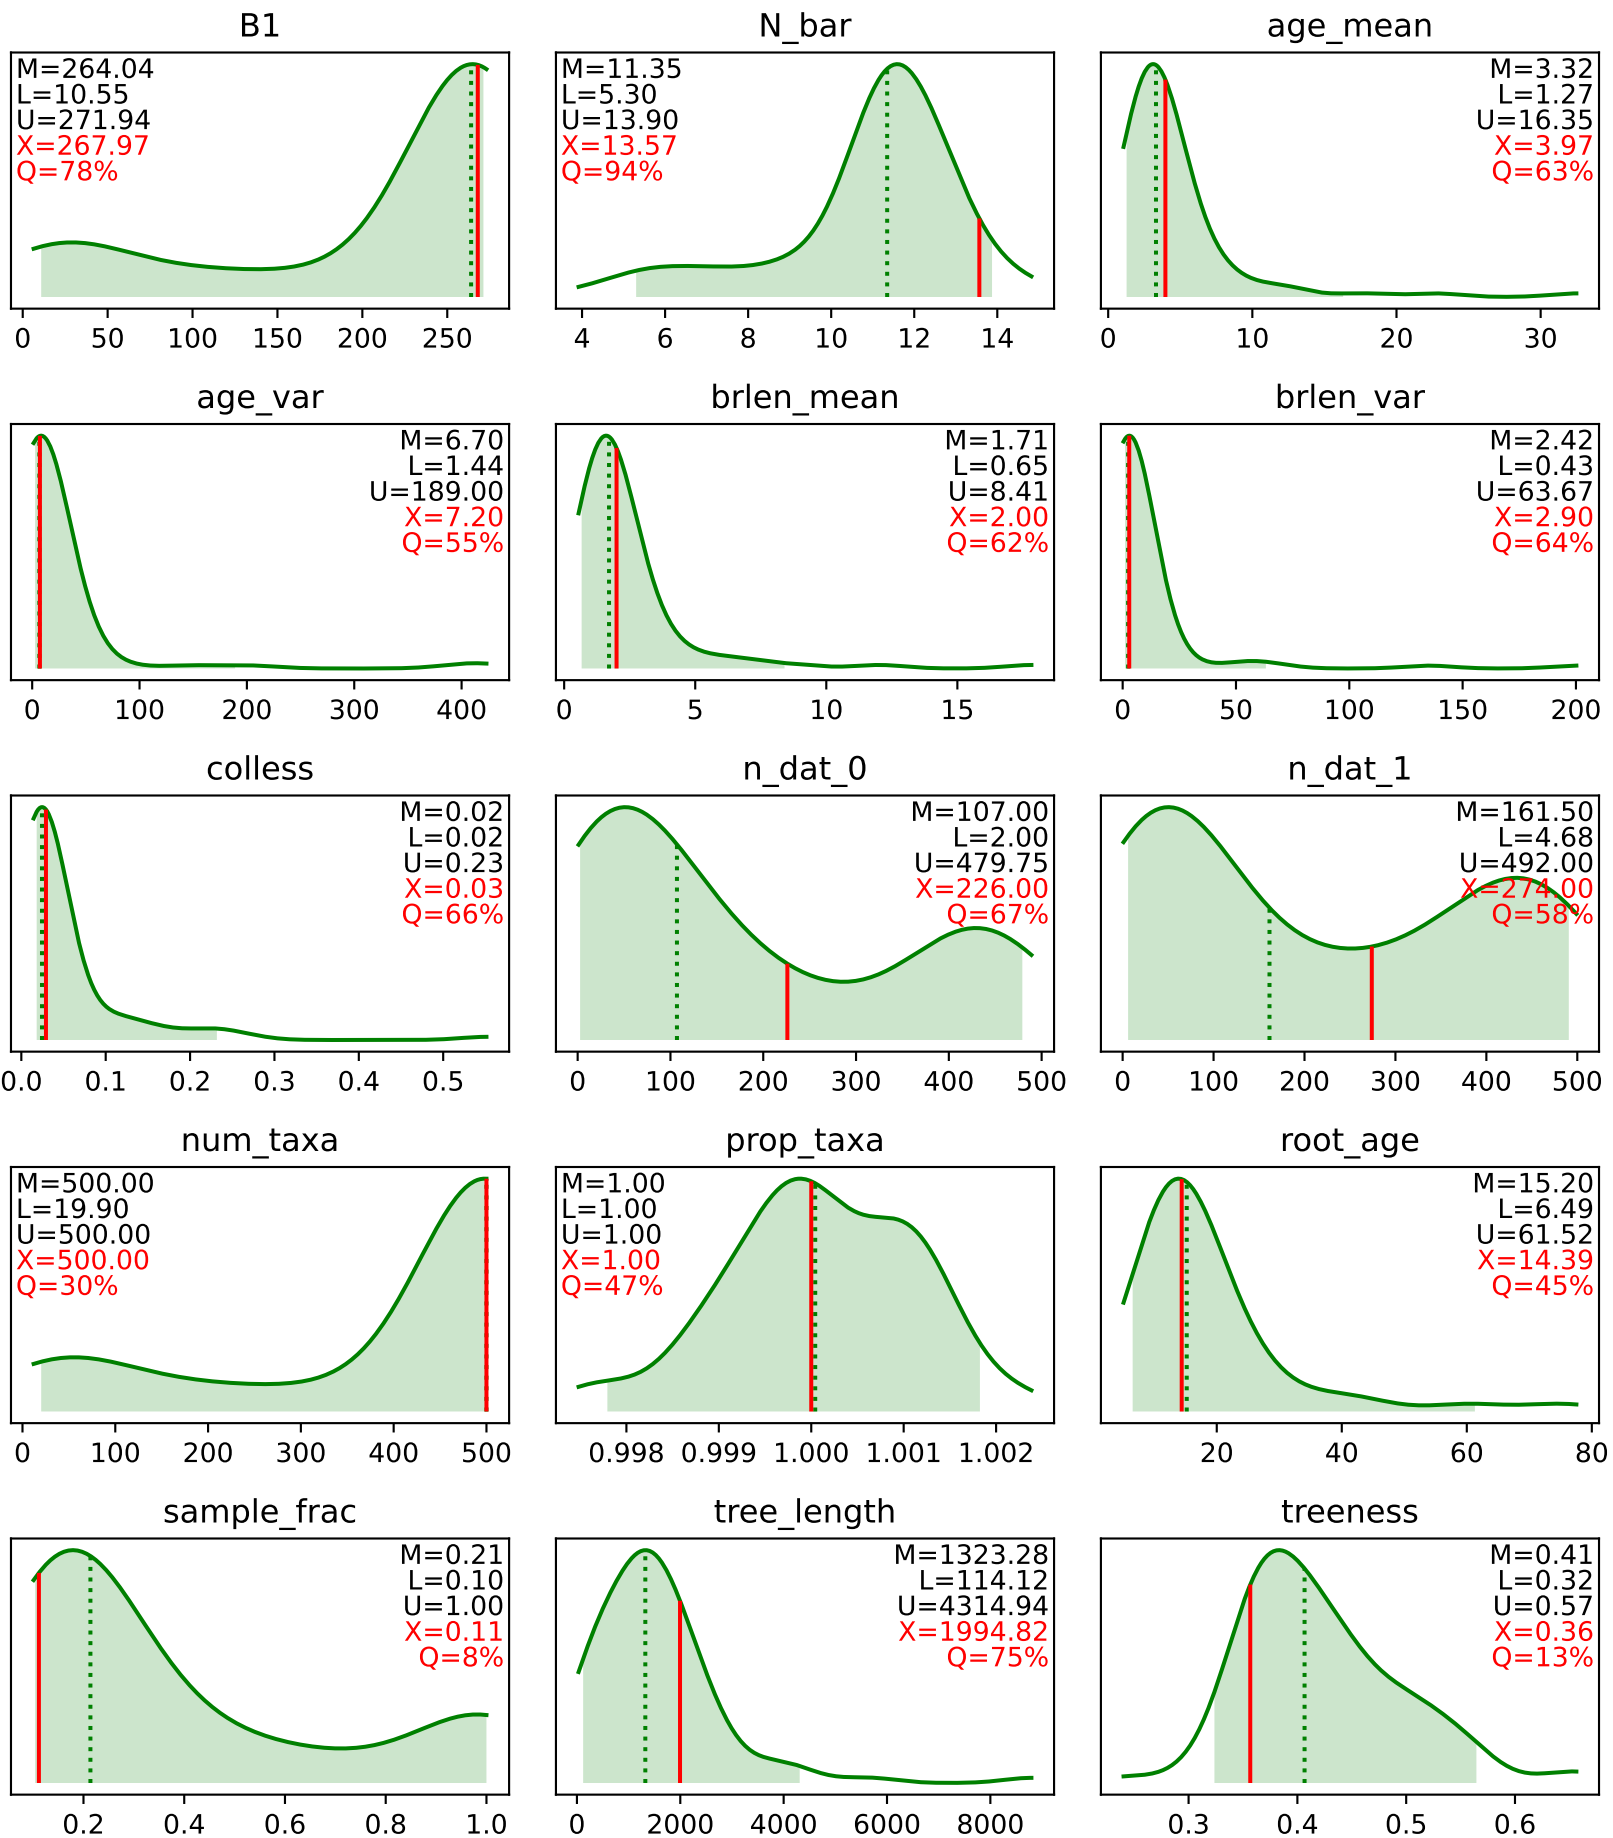 B1
M=264.04
L=10.55
U=271.94
X=267.97
Q=78%
0 50 100 150 200 250
N_bar
M=11.35
L=5.30
U=13.90
X=13.57
Q=94%
4 6 8 10 12 14
age_mean
M=3.32
L=1.27
U=16.35
X=3.97
Q=63%
0 10 20 30
age_var
M=6.70
L=1.44
U=189.00
X=7.20
Q=55%
0 100 200 300 400
brlen_mean
M=1.71
L=0.65
U=8.41
X=2.00
Q=62%
0 5 10 15
brlen_var
M=2.42
L=0.43
U=63.67
X=2.90
Q=64%
0 50 100 150 200
colless
M=0.02
L=0.02
U=0.23
X=0.03
Q=66%
0.0 0.1 0.2 0.3 0.4 0.5
n_dat_0
M=107.00
L=2.00
U=479.75
X=226.00
Q=67%
0 100 200 300 400 500
n_dat_1
M=161.50
L=4.68
U=492.00
X=274.00
Q=58%
0 100 200 300 400 500
num_taxa
M=500.00
L=19.90
U=500.00
X=500.00
Q=30%
0 100 200 300 400 500
prop_taxa
M=1.00
L=1.00
U=1.00
X=1.00
Q=47%
0.998 0.999 1.000 1.001 1.002
root_age
M=15.20
L=6.49
U=61.52
X=14.39
Q=45%
20 40 60 80
sample_frac
M=0.21
L=0.10
U=1.00
X=0.11
Q=8%
0.2 0.4 0.6 0.8 1.0
tree_length
M=1323.28
L=114.12
U=4314.94
X=1994.82
Q=75%
0 2000 4000 6000 8000
treeness
M=0.41
L=0.32
U=0.57
X=0.36
Q=13%
0.3 0.4 0.5 0.6